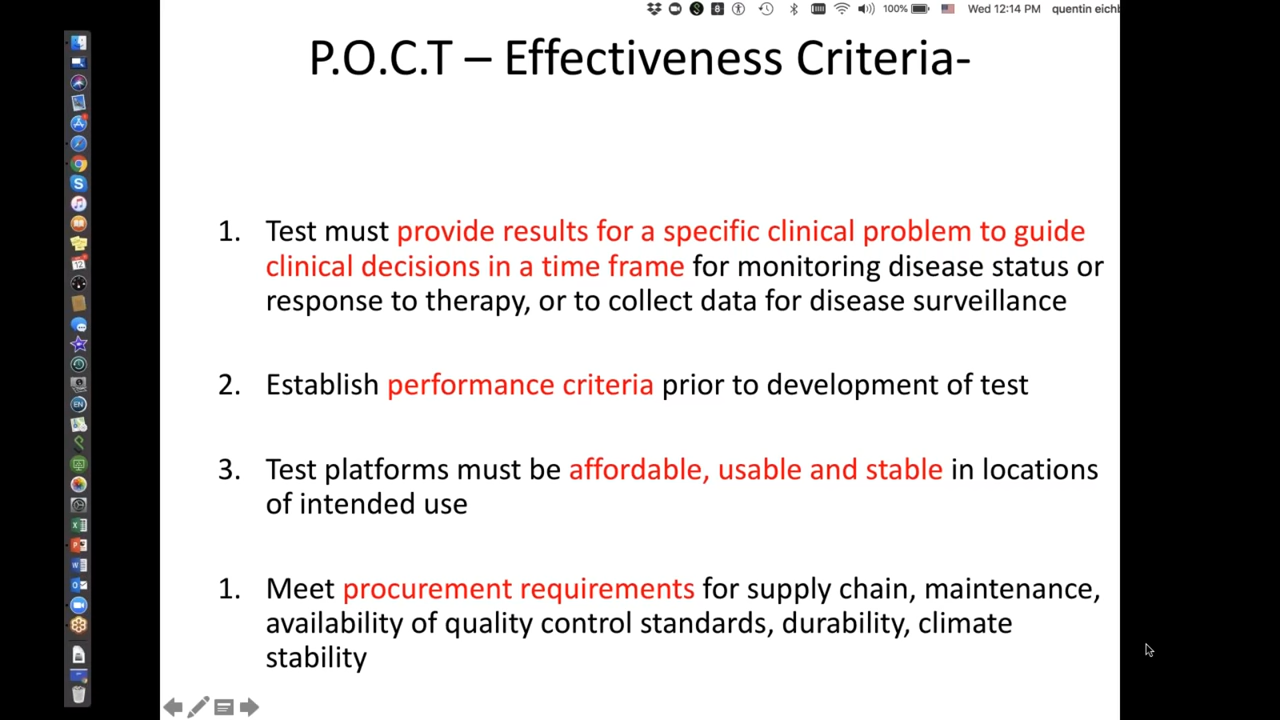 100% Wed 12:14 PM quentin eichb
P.O.C.T – Effectiveness Criteria-
1. Test must provide results for a specific clinical problem to guide
clinical decisions in a time frame for monitoring disease status or
response to therapy, or to collect data for disease surveillance
2. Establish performance criteria prior to development of test
3. Test platforms must be affordable, usable and stable in locations
of intended use
1. Meet procurement requirements for supply chain, maintenance,
availability of quality control standards, durability, climate
stability